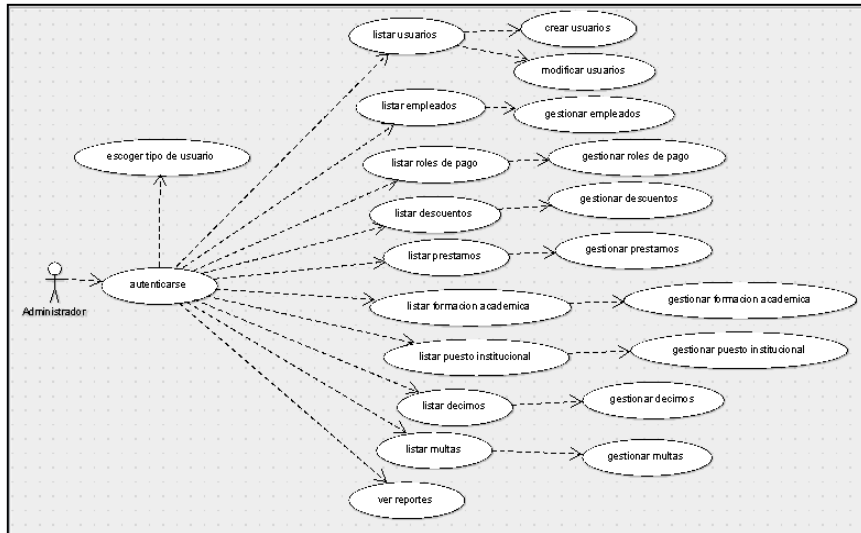 listar usuarios
crear usuarios
modificar usuarios
listar empleados
gestionar empleados
escoger tipo de usuario
listar roles de pago
gestionar roles de pago
listar descuentos
gestionar descuentos
listar prestamos
gestionar prestamos
autenticarse
Administrador
listar formacion academica
gestionar formacion academica
listar puesto institucional
gestionar puesto institucional
listar decimos
gestionar decimos
listar multas
gestionar multas
ver reportes